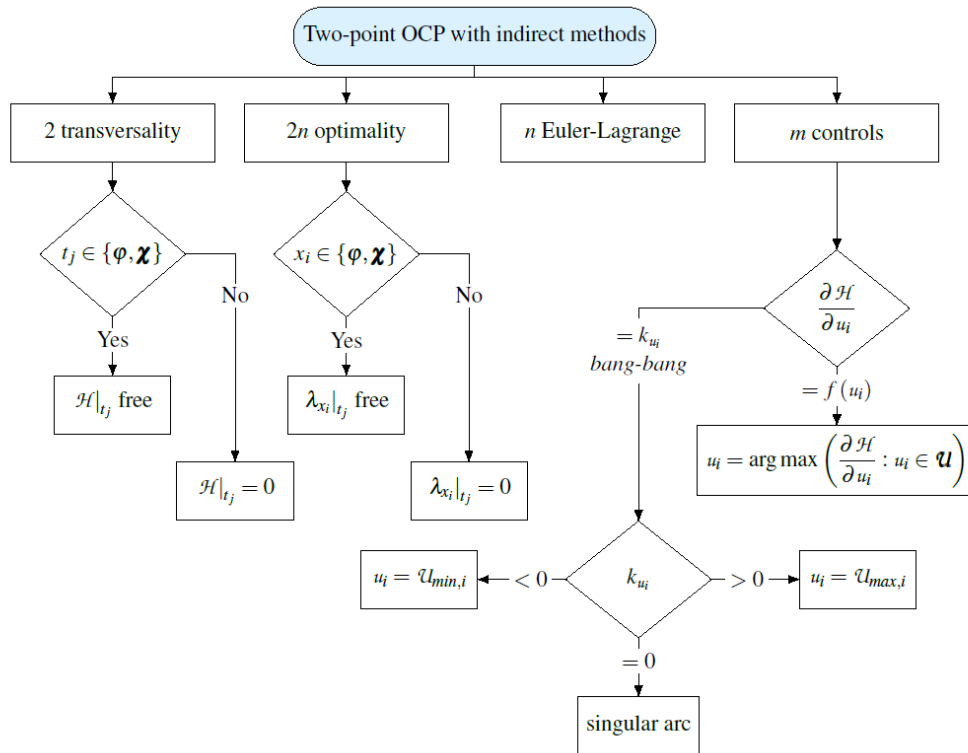 Two-point OCP with indirect methods
2 transversality
2n optimality
n Euler-Lagrange
m controls
t_j ∈ {φ, χ}
x_i ∈ {φ, χ}
∂ℋ/∂u_i
No
No
Yes
Yes
= k_{u_i}
bang-bang
= f (u_i)
ℋ|_{t_j} free
λ_{x_i}|_{t_j} free
u_i = arg max (∂ℋ/∂u_i : u_i ∈ 𝓤)
ℋ|_{t_j} = 0
λ_{x_i}|_{t_j} = 0
u_i = 𝒰_{min,i}
< 0
k_{u_i}
> 0
u_i = 𝒰_{max,i}
= 0
singular arc